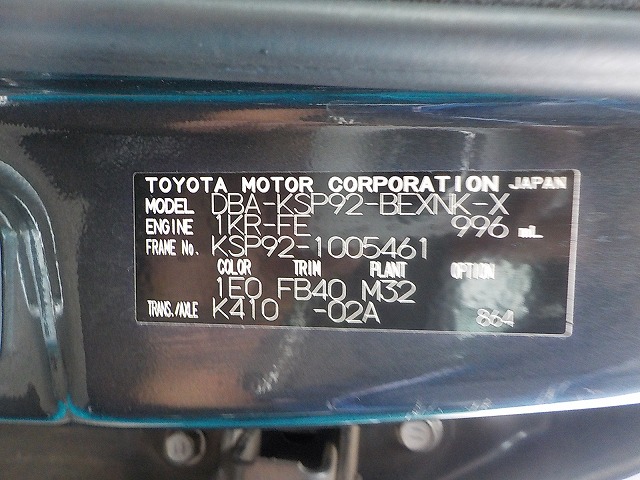 TOYOTA MOTOR CORPORATION JAPAN
MODEL DBA-KSP92-BEXNK-X
ENGINE 1KR-FE 996 mL
FRAME No. KSP92-1005461
COLOR TRIM PLANT OPTION
1E0 FB40 M32
TRANS./AXLE K410 -02A 864